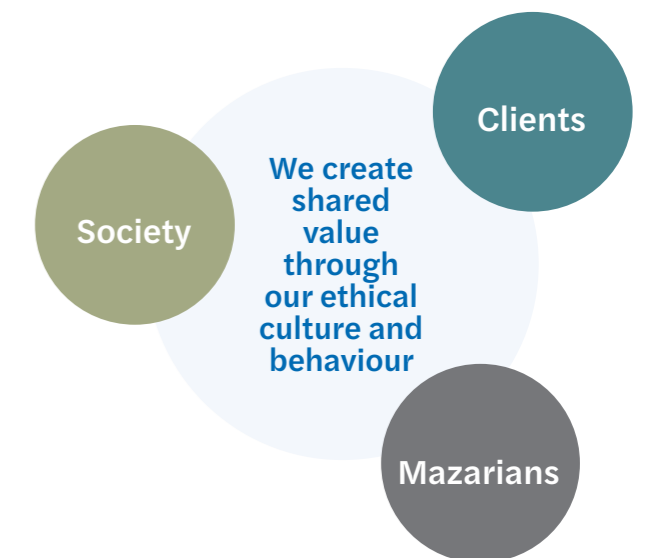 Clients
Society
We create
shared
value
through
our ethical
culture and
behaviour
Mazarians